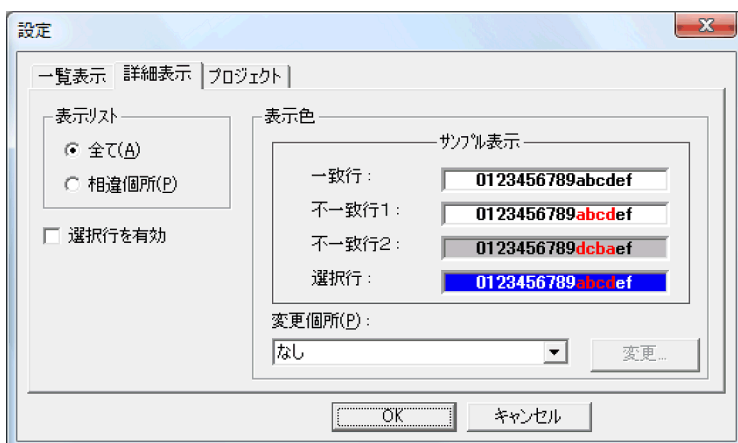 設定
一覧表示 詳細表示 プロジェクト
表示リスト
全て(A)
相違個所(P)
選択行を有効
表示色
サンプル表示
一致行： 0123456789abcdef
不一致行1： 0123456789abcdef
不一致行2： 0123456789dcbaef
選択行： 0123456789abcdef
変更個所(P)：
なし 変更...
OK キャンセル